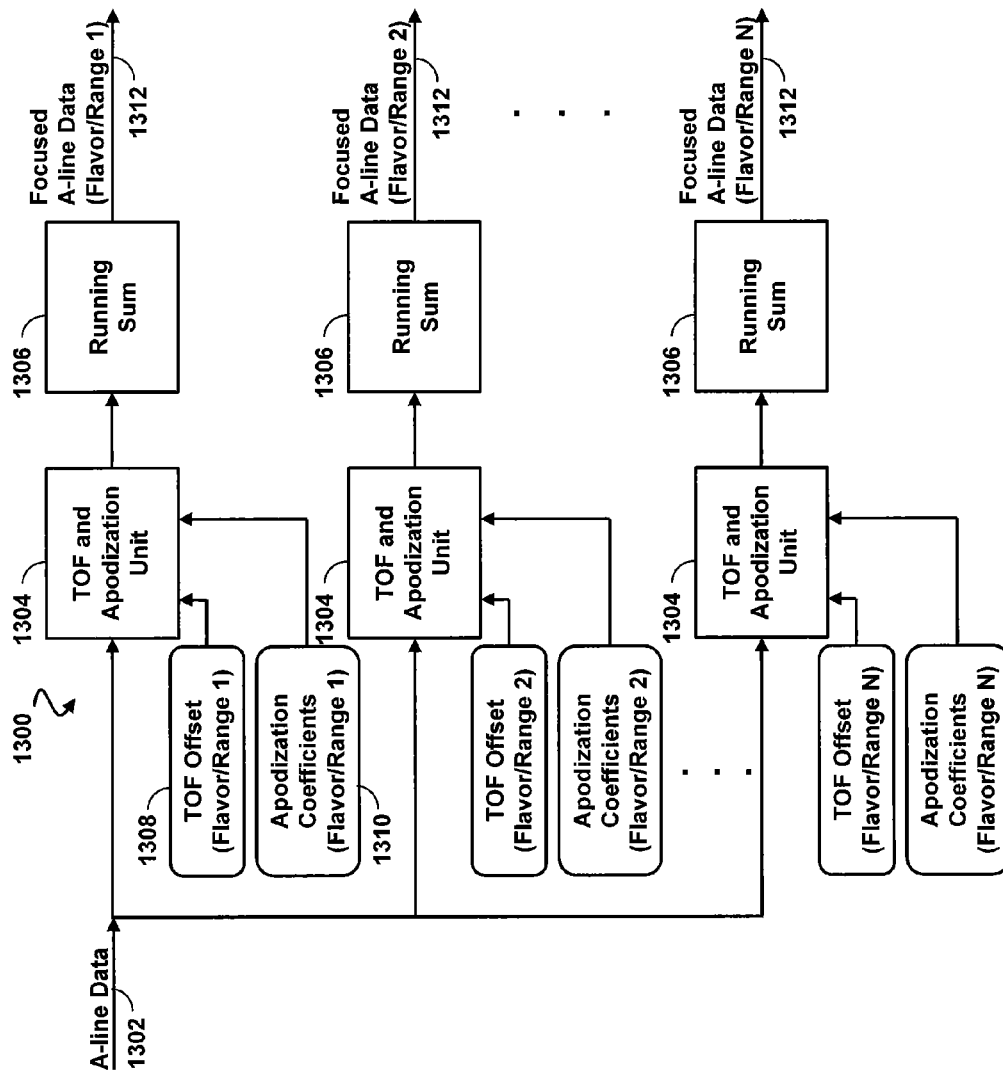 1300
A-line Data
1302
1304
TOF and
Apodization
Unit
1306
Running
Sum
Focused
A-line Data
(Flavor/Range 1)
1312
1308
TOF Offset
(Flavor/Range 1)
Apodization
Coefficients
(Flavor/Range 1)
1310
1304
TOF and
Apodization
Unit
1306
Running
Sum
Focused
A-line Data
(Flavor/Range 2)
1312
TOF Offset
(Flavor/Range 2)
Apodization
Coefficients
(Flavor/Range 2)
. . .
. . .
1304
TOF and
Apodization
Unit
1306
Running
Sum
Focused
A-line Data
(Flavor/Range N)
1312
TOF Offset
(Flavor/Range N)
Apodization
Coefficients
(Flavor/Range N)